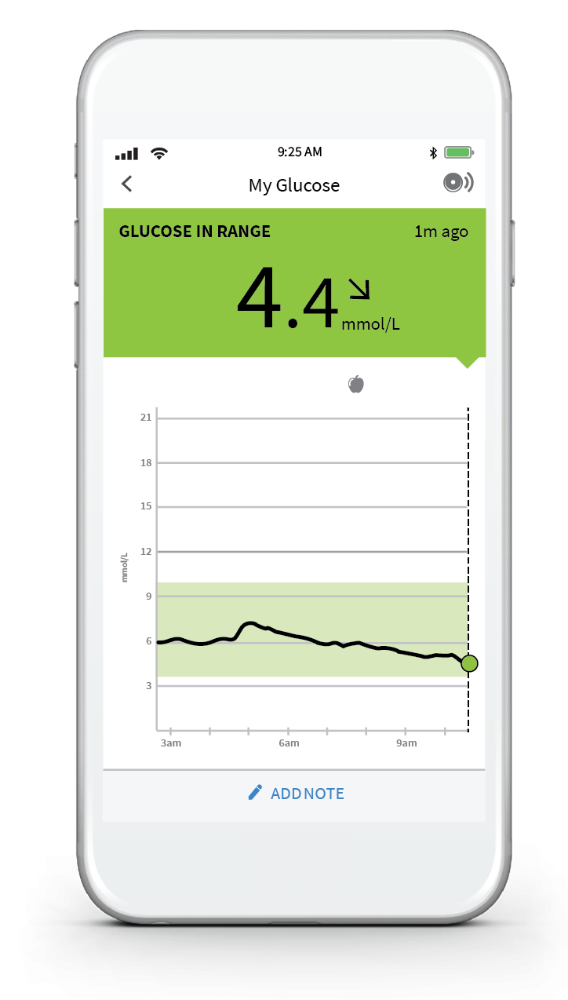 9:25 AM
My Glucose
GLUCOSE IN RANGE
1m ago
4.4
mmol/L
21
18
15
12
mmol/L
9
6
3
3am
6am
9am
ADD NOTE